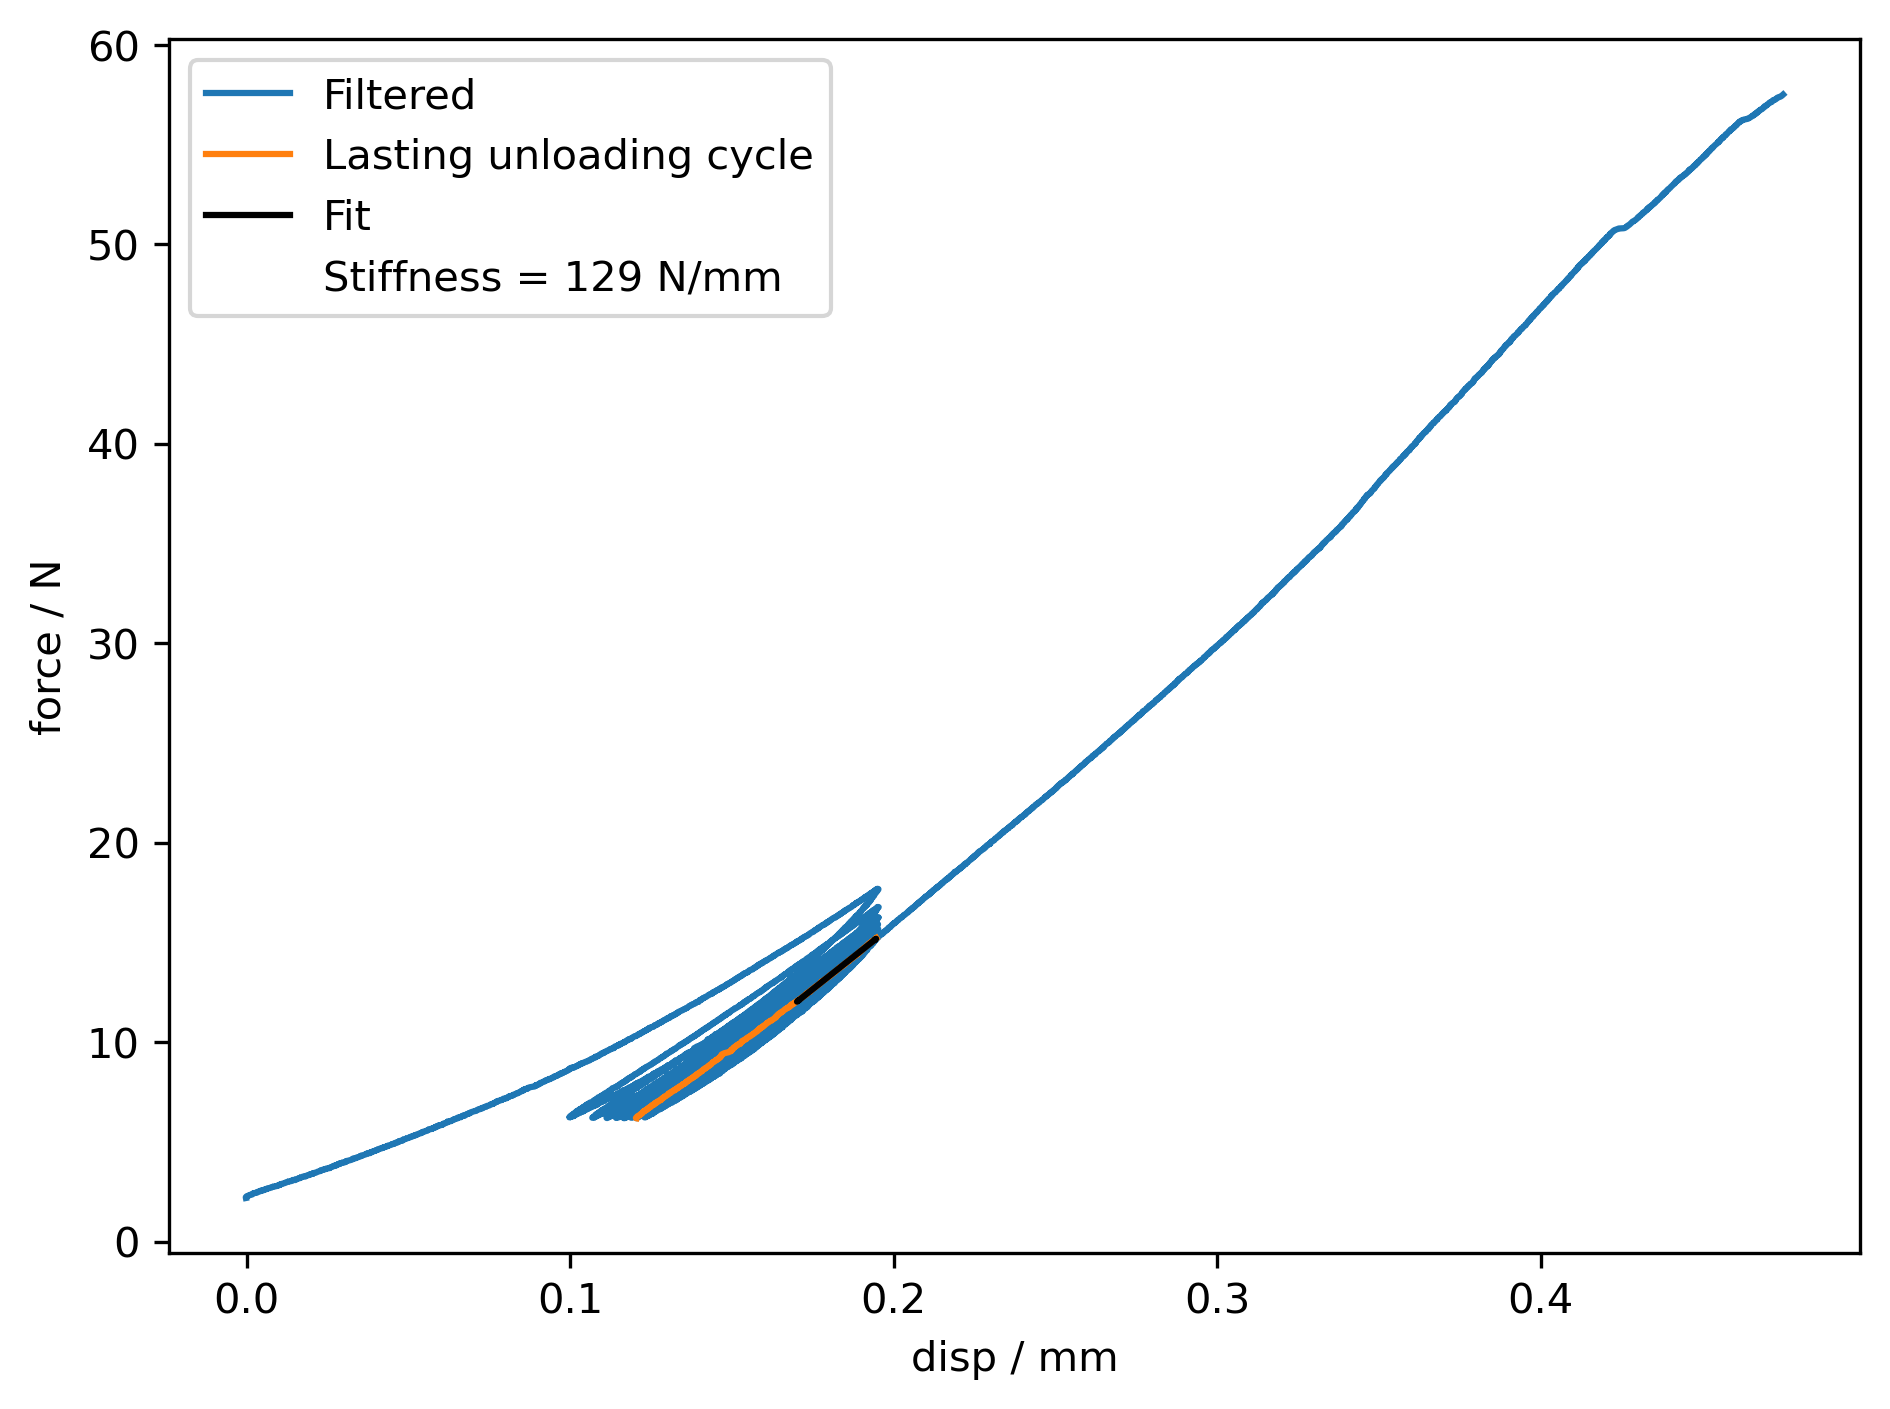 60
50
40
30
20
10
0
force / N
Filtered
Lasting unloading cycle
Fit
Stiffness = 129 N/mm
0.0 0.1 0.2 0.3 0.4
disp / mm